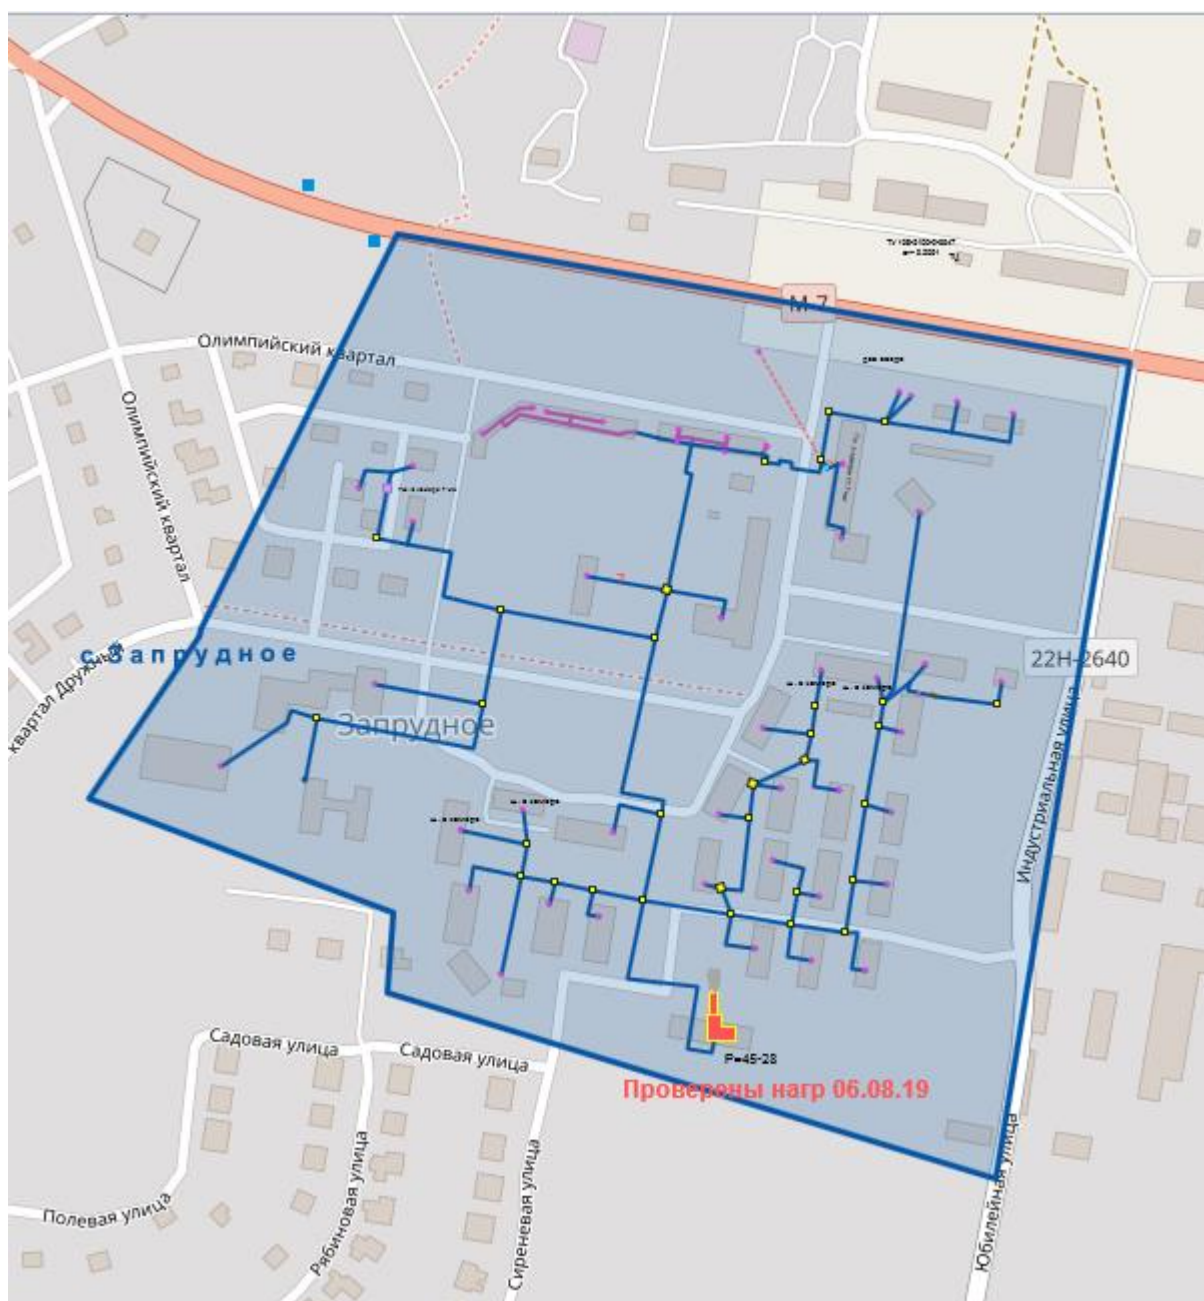 М-7
Олимпийский квартал
Олимпийский квартал
с Запрудное
22Н-2640
квартал Дружный
Запрудное
Индустриальная улица
Садовая улица
Садовая улица
Р=45-28
Проверены нагр 06.08.19
Полевая улица
Рябиновая улица
Сиреневая улица
Юбилейная улица